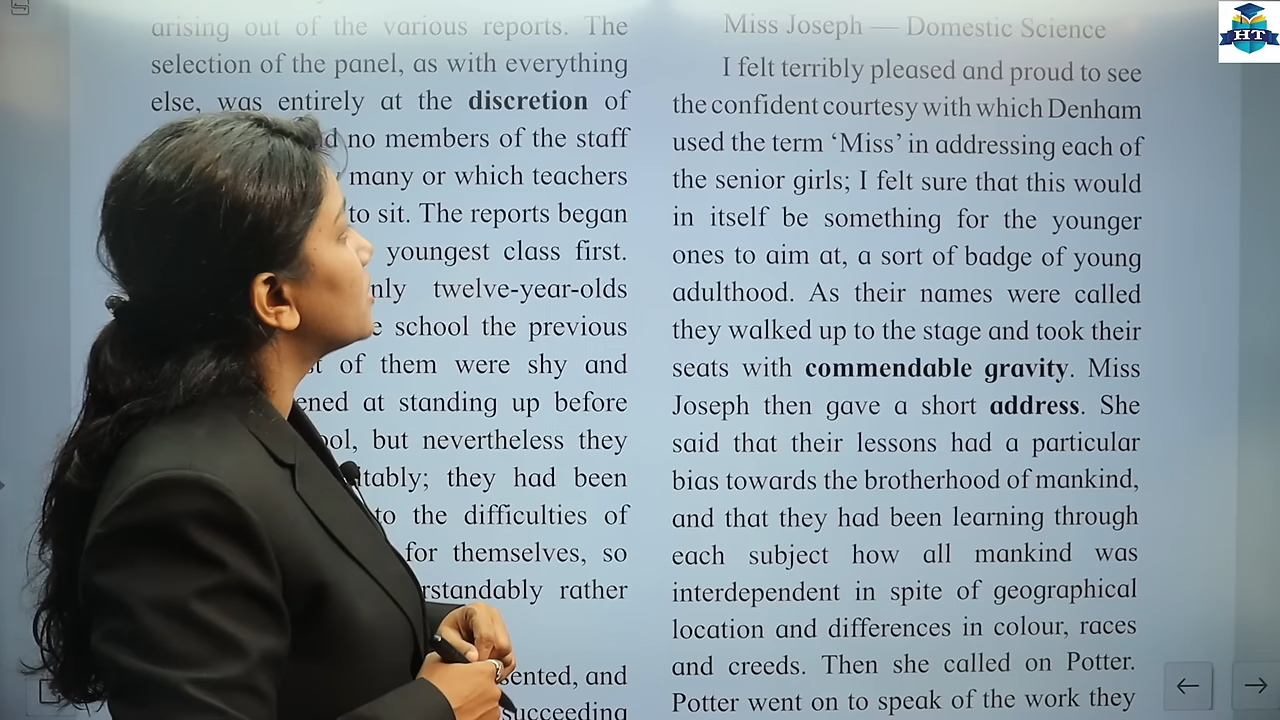 arising out of the various reports. The
selection of the panel, as with everything
else, was entirely at the discretion of
no members of the staff
many or which teachers
to sit. The reports began
youngest class first.
twelve-year-olds
school the previous
of them were shy and
at standing up before
but nevertheless they
they had been
to the difficulties of
for themselves, so
rather
and
succeeding
Miss Joseph — Domestic Science
I felt terribly pleased and proud to see
the confident courtesy with which Denham
used the term ‘Miss’ in addressing each of
the senior girls; I felt sure that this would
in itself be something for the younger
ones to aim at, a sort of badge of young
adulthood. As their names were called
they walked up to the stage and took their
seats with commendable gravity. Miss
Joseph then gave a short address. She
said that their lessons had a particular
bias towards the brotherhood of mankind,
and that they had been learning through
each subject how all mankind was
interdependent in spite of geographical
location and differences in colour, races
and creeds. Then she called on Potter.
Potter went on to speak of the work they
HT